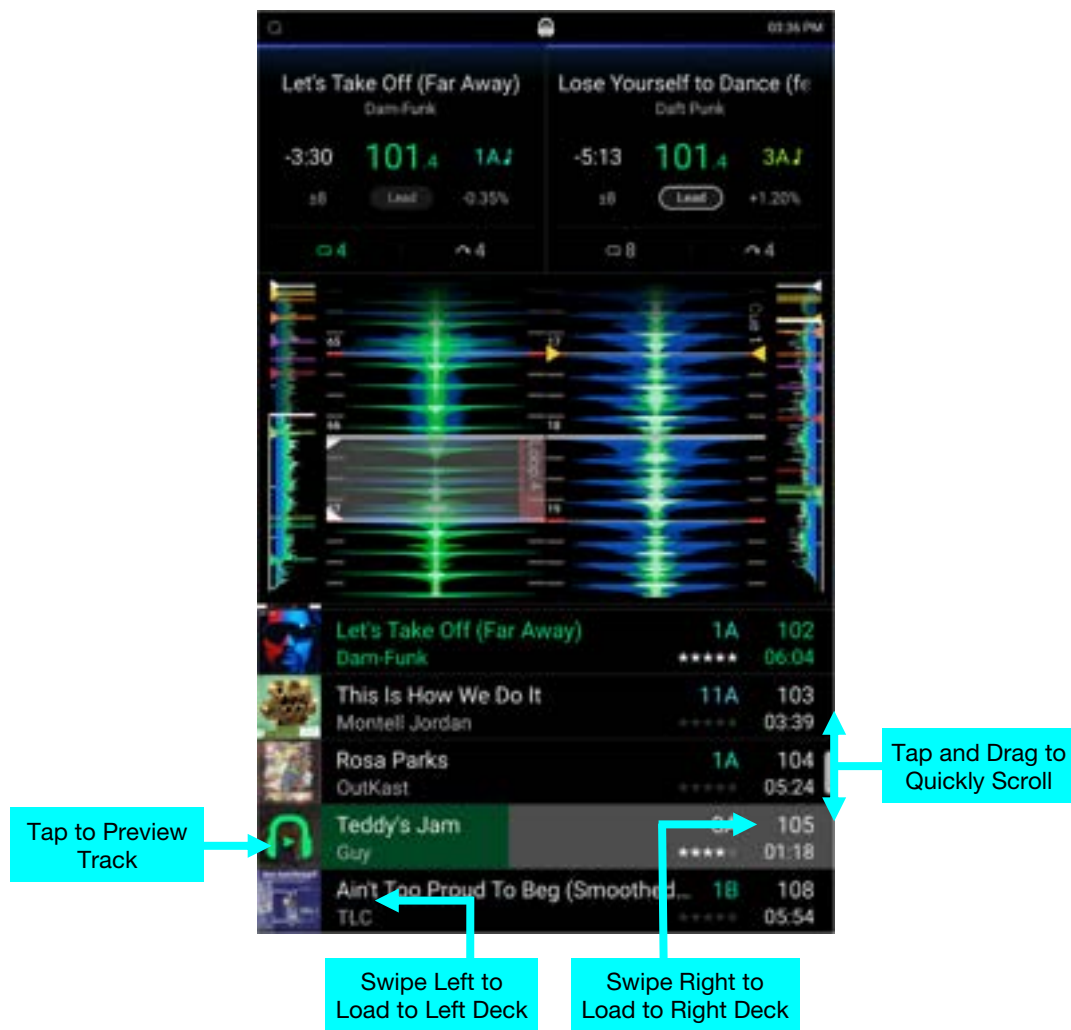 03:36 PM
Let's Take Off (Far Away)
Dam-Funk
-3:30 101.4 1A
±8 Lead -0.35%
4 4
Lose Yourself to Dance (fe
Daft Punk
-5:13 101.4 3A
±8 Lead +1.20%
8 4
65
66
67
Loop 4
17
18
19
Cue 1
Let's Take Off (Far Away) 1A 102
Dam-Funk 06:04
This Is How We Do It 11A 103
Montell Jordan 03:39
Rosa Parks 1A 104
OutKast 05:24
Teddy's Jam 105
Guy 01:18
Ain't Too Proud To Beg (Smoothed... 1B 108
TLC 05:54
Tap and Drag to
Quickly Scroll
Tap to Preview
Track
Swipe Left to
Load to Left Deck
Swipe Right to
Load to Right Deck